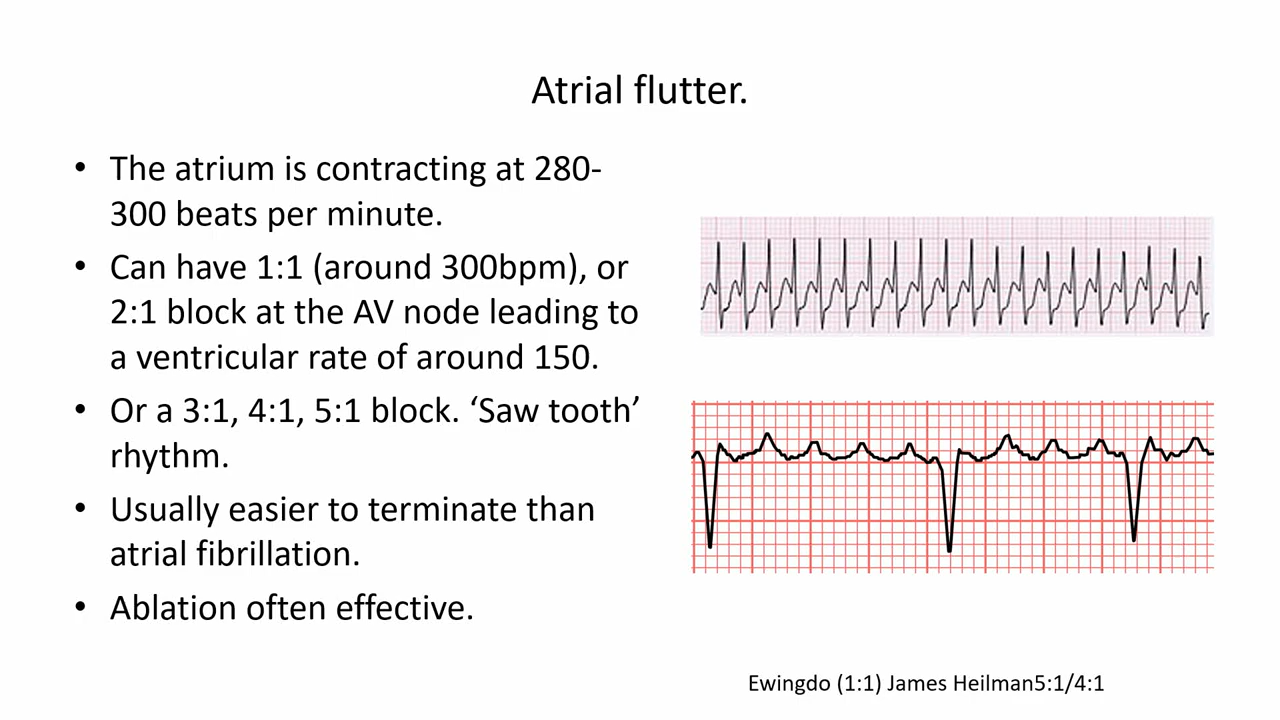 Atrial flutter.
• The atrium is contracting at 280-
300 beats per minute.
• Can have 1:1 (around 300bpm), or
2:1 block at the AV node leading to
a ventricular rate of around 150.
• Or a 3:1, 4:1, 5:1 block. ‘Saw tooth’
rhythm.
• Usually easier to terminate than
atrial fibrillation.
• Ablation often effective.
Ewingdo (1:1) James Heilman5:1/4:1